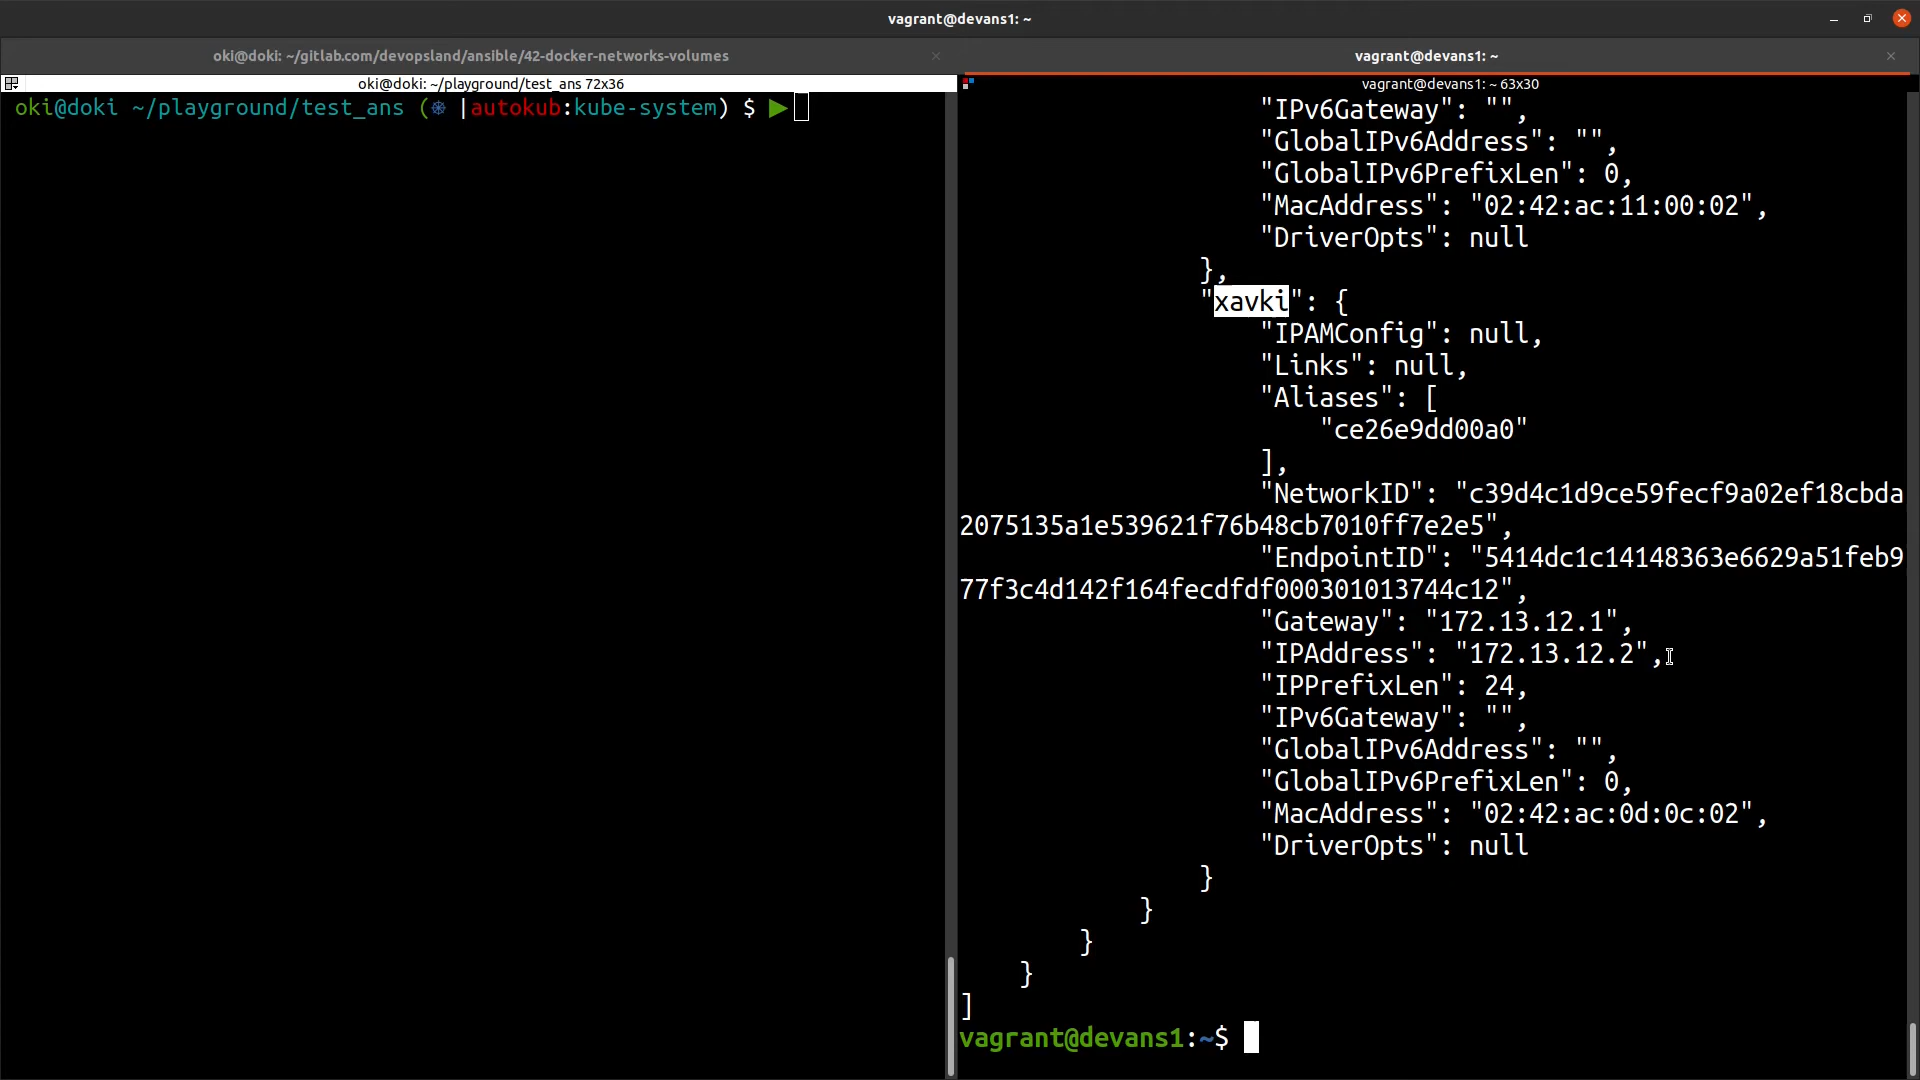 vagrant@devans1: ~
oki@doki: ~/gitlab.com/devopsland/ansible/42-docker-networks-volumes
vagrant@devans1: ~
oki@doki: ~/playground/test_ans 72x36
oki@doki ~/playground/test_ans (⎈ |autokub:kube-system) $ ▶
vagrant@devans1: ~ 63x30
"IPv6Gateway": "",
"GlobalIPv6Address": "",
"GlobalIPv6PrefixLen": 0,
"MacAddress": "02:42:ac:11:00:02",
"DriverOpts": null
},
"xavki": {
"IPAMConfig": null,
"Links": null,
"Aliases": [
"ce26e9dd00a0"
],
"NetworkID": "c39d4c1d9ce59fecf9a02ef18cbda
2075135a1e539621f76b48cb7010ff7e2e5",
"EndpointID": "5414dc1c14148363e6629a51feb9
77f3c4d142f164fecdfdf000301013744c12",
"Gateway": "172.13.12.1",
"IPAddress": "172.13.12.2",
"IPPrefixLen": 24,
"IPv6Gateway": "",
"GlobalIPv6Address": "",
"GlobalIPv6PrefixLen": 0,
"MacAddress": "02:42:ac:0d:0c:02",
"DriverOpts": null
}
}
}
}
]
vagrant@devans1:~$